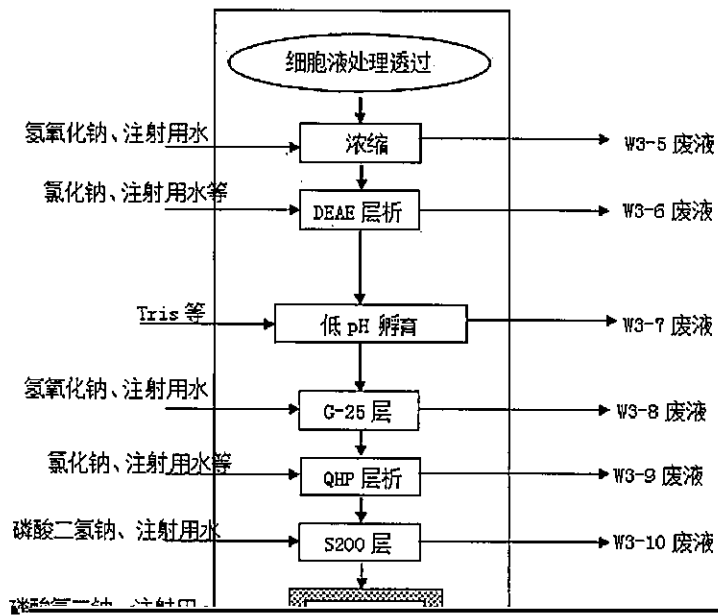 细胞液处理透过
氢氧化钠、注射用水
浓缩
W3-5 废液
氯化钠、注射用水等
DEAE 层析
W3-6 废液
Tris 等
低 pH 孵育
W3-7 废液
氢氧化钠、注射用水
G-25 层
W3-8 废液
氯化钠、注射用水等
QHP 层析
W3-9 废液
磷酸二氢钠、注射用水
S200 层
W3-10 废液